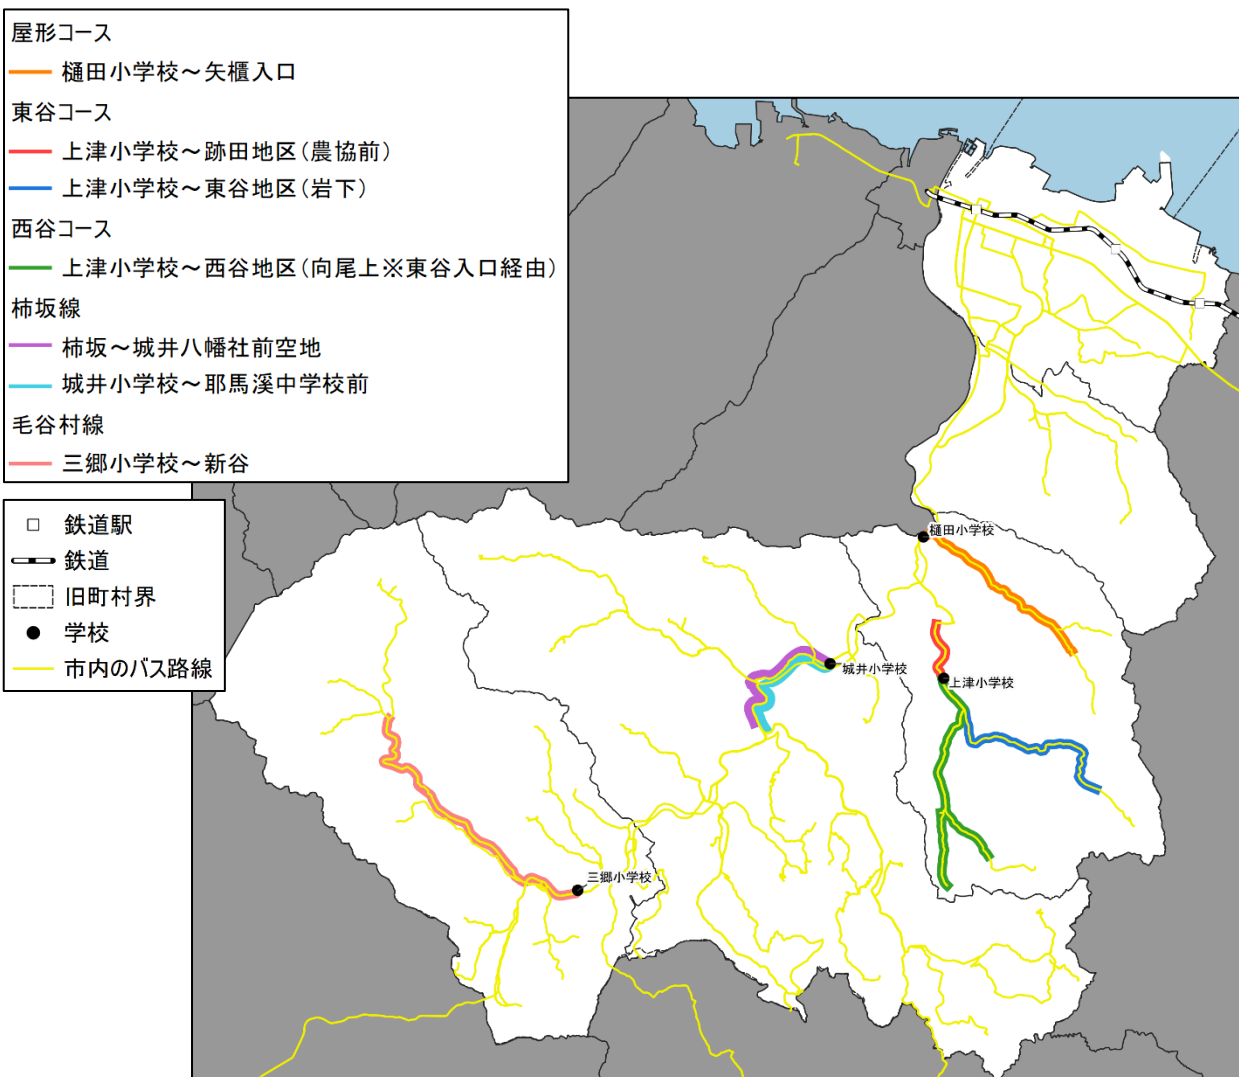 屋形コース
樋田小学校～矢櫃入口
東谷コース
上津小学校～跡田地区（農協前）
上津小学校～東谷地区（岩下）
西谷コース
上津小学校～西谷地区（向尾上※東谷入口経由）
柿坂線
柿坂～城井八幡社前空地
城井小学校～耶馬溪中学校前
毛谷村線
三郷小学校～新谷
鉄道駅
鉄道
旧町村界
学校
市内のバス路線
樋田小学校
城井小学校
上津小学校
三郷小学校